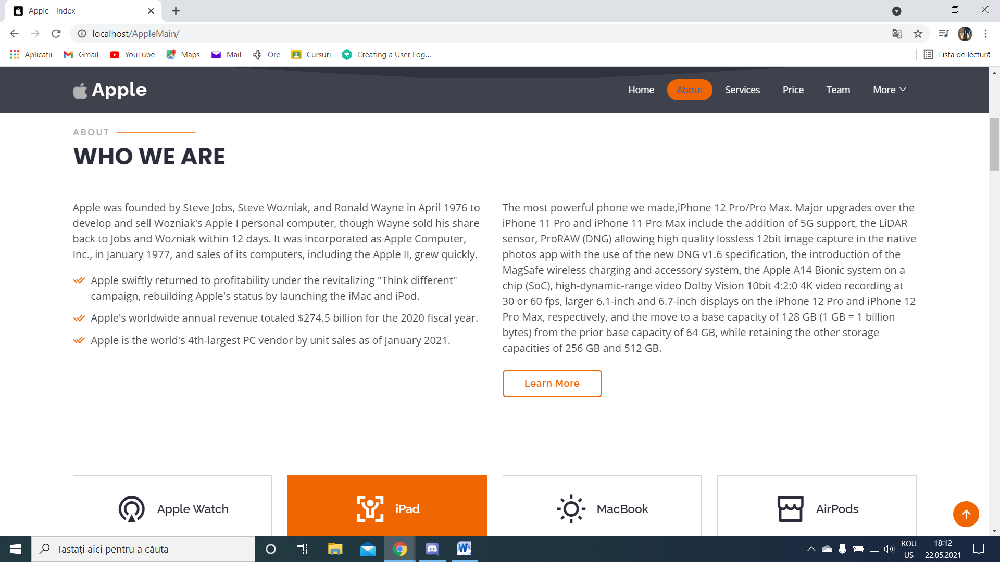 Apple - Index
localhost/AppleMain/
Aplicații Gmail YouTube Maps Mail Ore Cursuri Creating a User Log... Lista de lectură
Apple Home About Services Price Team More
ABOUT
WHO WE ARE
Apple was founded by Steve Jobs, Steve Wozniak, and Ronald Wayne in April 1976 to
develop and sell Wozniak's Apple I personal computer, though Wayne sold his share
back to Jobs and Wozniak within 12 days. It was incorporated as Apple Computer,
Inc., in January 1977, and sales of its computers, including the Apple II, grew quickly.
Apple swiftly returned to profitability under the revitalizing "Think different"
campaign, rebuilding Apple's status by launching the iMac and iPod.
Apple's worldwide annual revenue totaled $274.5 billion for the 2020 fiscal year.
Apple is the world's 4th-largest PC vendor by unit sales as of January 2021.
The most powerful phone we made,iPhone 12 Pro/Pro Max. Major upgrades over the
iPhone 11 Pro and iPhone 11 Pro Max include the addition of 5G support, the LiDAR
sensor, ProRAW (DNG) allowing high quality lossless 12bit image capture in the native
photos app with the use of the new DNG v1.6 specification, the introduction of the
MagSafe wireless charging and accessory system, the Apple A14 Bionic system on a
chip (SoC), high-dynamic-range video Dolby Vision 10bit 4:2:0 4K video recording at
30 or 60 fps, larger 6.1-inch and 6.7-inch displays on the iPhone 12 Pro and iPhone 12
Pro Max, respectively, and the move to a base capacity of 128 GB (1 GB = 1 billion
bytes) from the prior base capacity of 64 GB, while retaining the other storage
capacities of 256 GB and 512 GB.
Learn More
Apple Watch iPad MacBook AirPods
Tastați aici pentru a căuta
ROU
US
18:12
22.05.2021